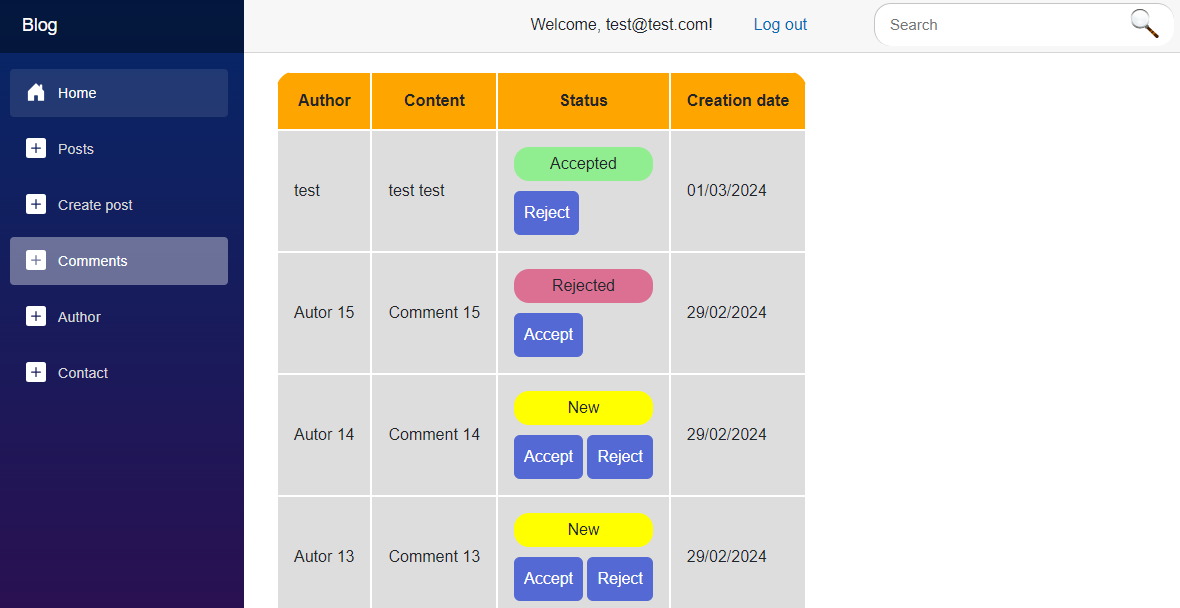 Blog
Welcome, test@test.com!
Log out
Search
Home
Posts
Create post
Comments
Author
Contact
Author Content Status Creation date
test test test Accepted 01/03/2024
Reject
Autor 15 Comment 15 Rejected 29/02/2024
Accept
Autor 14 Comment 14 New 29/02/2024
Accept Reject
Autor 13 Comment 13 New 29/02/2024
Accept Reject